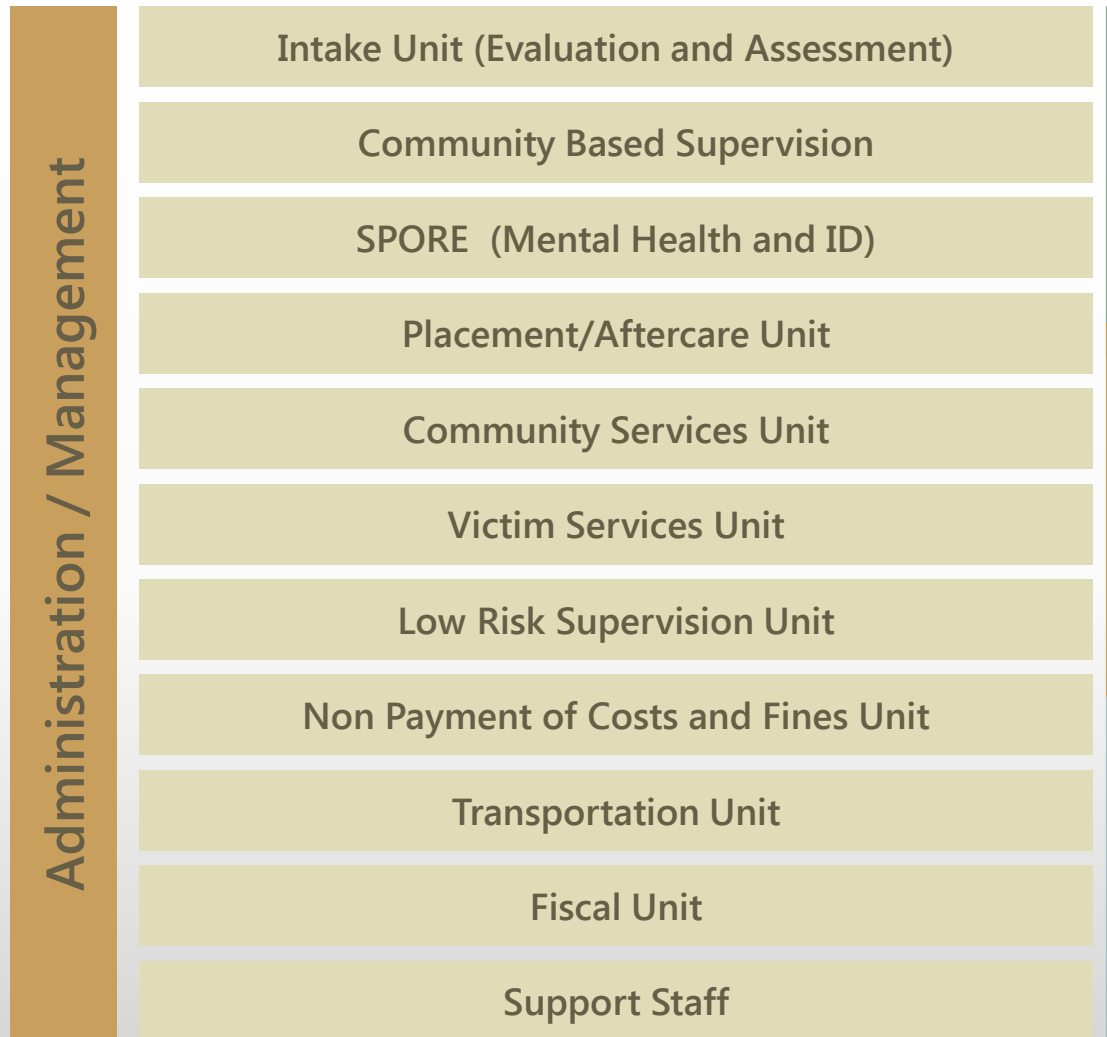 Administration / Management
Intake Unit (Evaluation and Assessment)
Community Based Supervision
SPORE  (Mental Health and ID)
Placement/Aftercare Unit
Community Services Unit
Victim Services Unit
Low Risk Supervision Unit
Non Payment of Costs and Fines Unit
Transportation Unit
Fiscal Unit
Support Staff